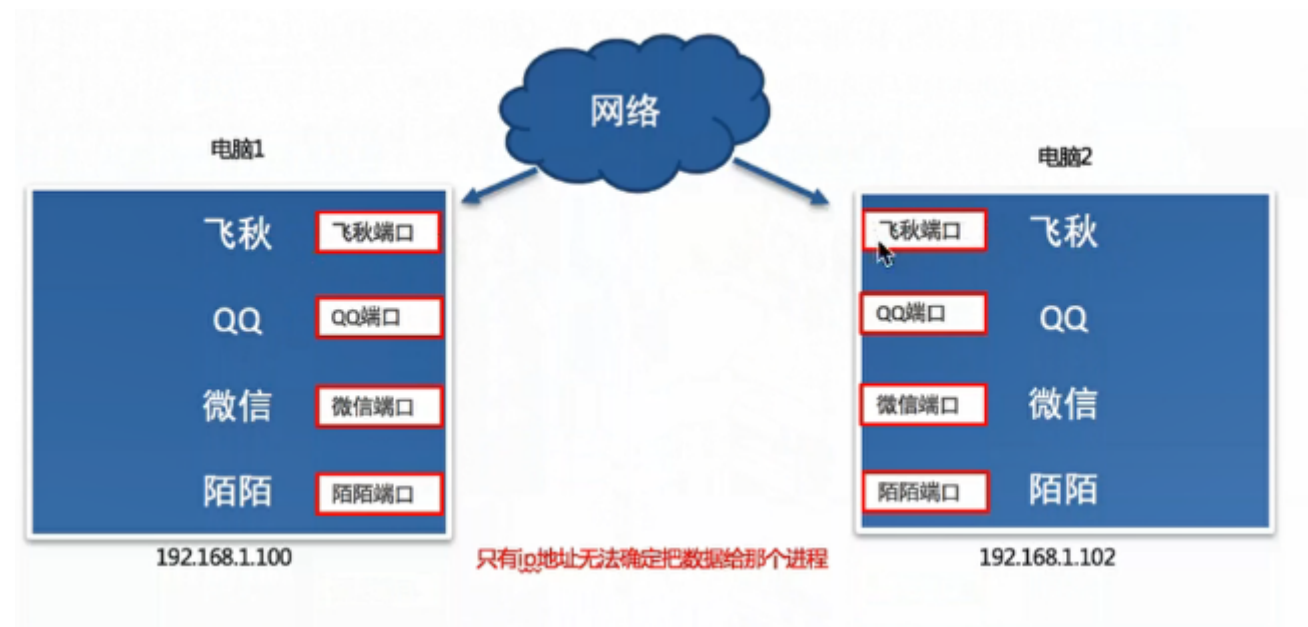 网络
电脑1
电脑2
飞秋 飞秋端口
QQ QQ端口
微信 微信端口
陌陌 陌陌端口
飞秋端口 飞秋
QQ端口 QQ
微信端口 微信
陌陌端口 陌陌
192.168.1.100
只有ip地址无法确定把数据给那个进程
192.168.1.102